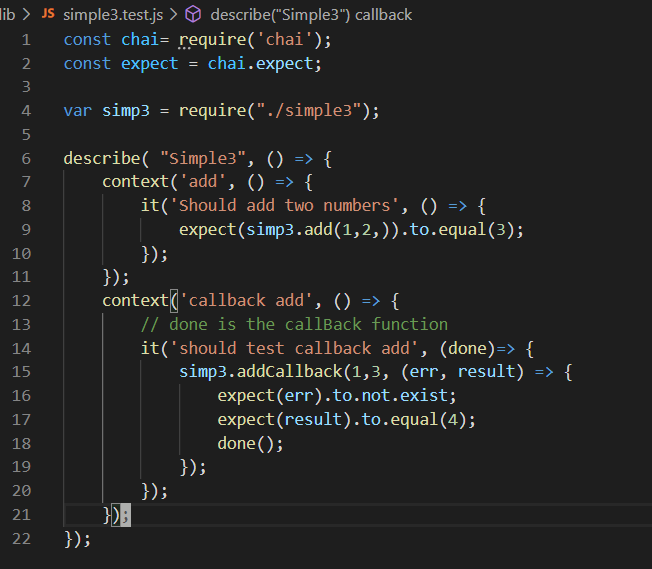 lib > JS simple3.test.js > describe("Simple3") callback
1 const chai= require('chai');
2 const expect = chai.expect;
3
4 var simp3 = require("./simple3");
5
6 describe( "Simple3", () => {
7 context('add', () => {
8 it('Should add two numbers', () => {
9 expect(simp3.add(1,2,)).to.equal(3);
10 });
11 });
12 context('callback add', () => {
13 // done is the callBack function
14 it('should test callback add', (done)=> {
15 simp3.addCallback(1,3, (err, result) => {
16 expect(err).to.not.exist;
17 expect(result).to.equal(4);
18 done();
19 });
20 });
21 });
22 });